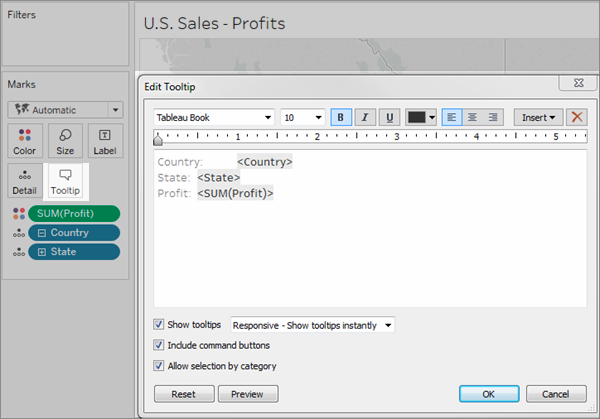 Filters
U.S. Sales - Profits
Marks
Automatic
Color Size Label
Detail Tooltip
SUM(Profit)
Country
State
Edit Tooltip
Tableau Book 10 B I U Insert
1 2 3 4 5
Country: <Country>
State: <State>
Profit: <SUM(Profit)>
Show tooltips Responsive - Show tooltips instantly
Include command buttons
Allow selection by category
Reset Preview OK Cancel